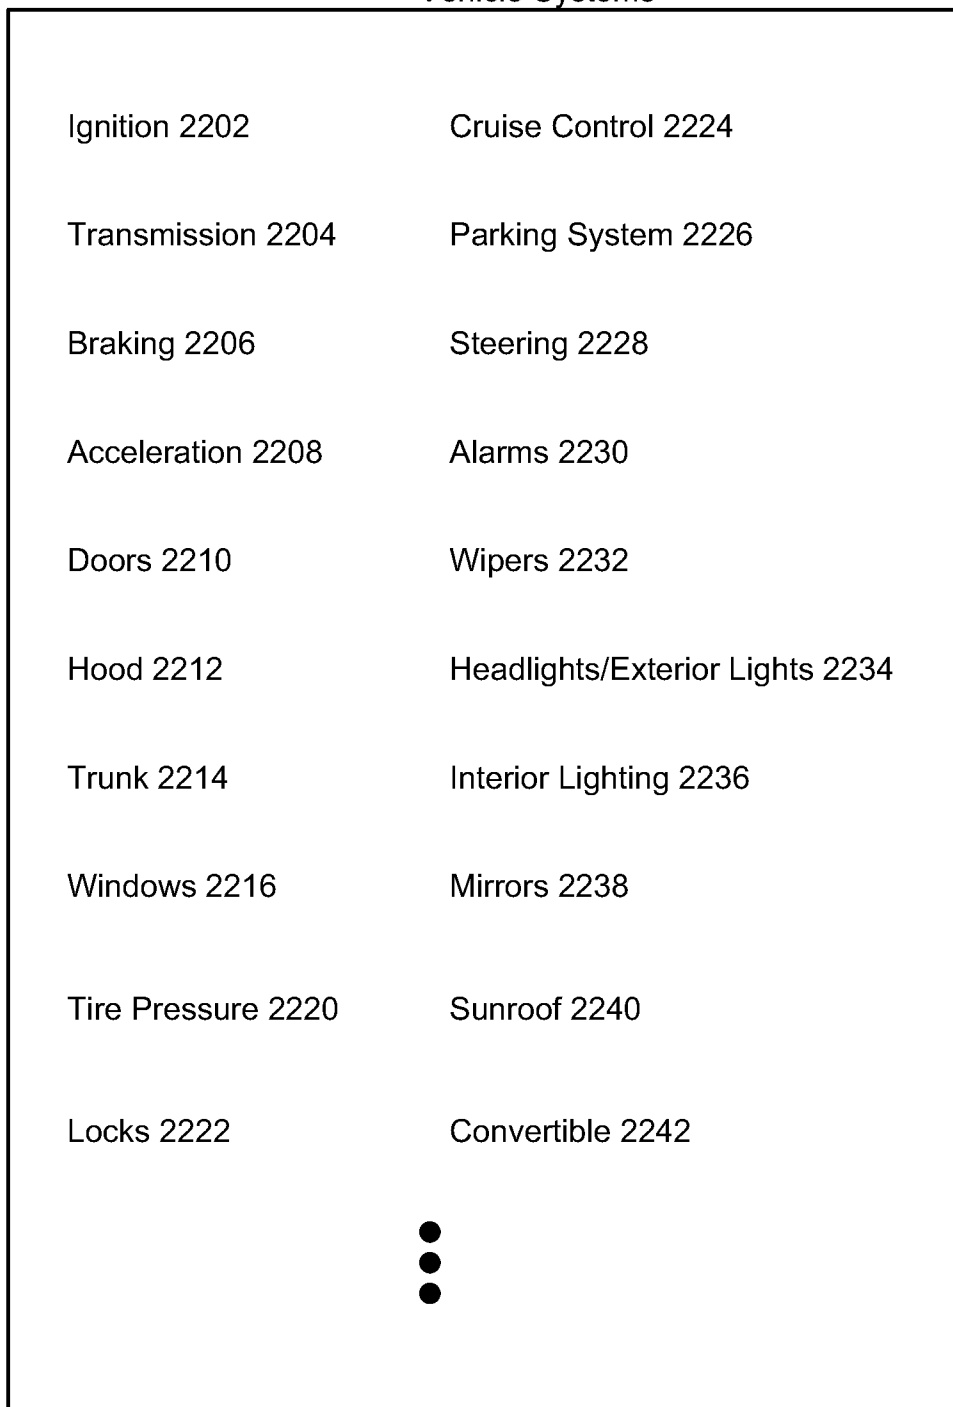 Vehicle Systems
Ignition 2202
Cruise Control 2224
Transmission 2204
Parking System 2226
Braking 2206
Steering 2228
Acceleration 2208
Alarms 2230
Doors 2210
Wipers 2232
Hood 2212
Headlights/Exterior Lights 2234
Trunk 2214
Interior Lighting 2236
Windows 2216
Mirrors 2238
Tire Pressure 2220
Sunroof 2240
Locks 2222
Convertible 2242